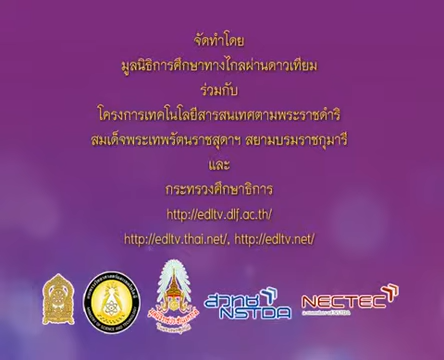 จัดทำโดย
มูลนิธิการศึกษาทางไกลผ่านดาวเทียม
ร่วมกับ
โครงการเทคโนโลยีสารสนเทศตามพระราชดำริ
สมเด็จพระเทพรัตนราชสุดาฯ สยามบรมราชกุมารี
และ
กระทรวงศึกษาธิการ
http://edltv.dlf.ac.th/
http://edltv.thai.net/, http://edltv.net/
สวทช NECTEC
NSTDA